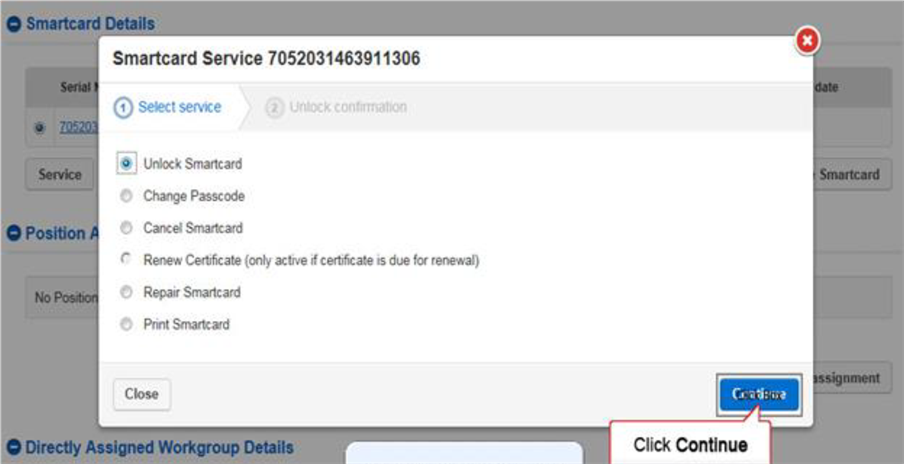 Smartcard Details
Smartcard Service 7052031463911306
Serial
date
1 Select service
2 Unlock confirmation
705203
Unlock Smartcard
Service
Smartcard
Change Passcode
Cancel Smartcard
Position A
Renew Certificate (only active if certificate is due for renewal)
Repair Smartcard
No Position
Print Smartcard
assignment
Close
Continue
Click Continue
Directly Assigned Workgroup Details